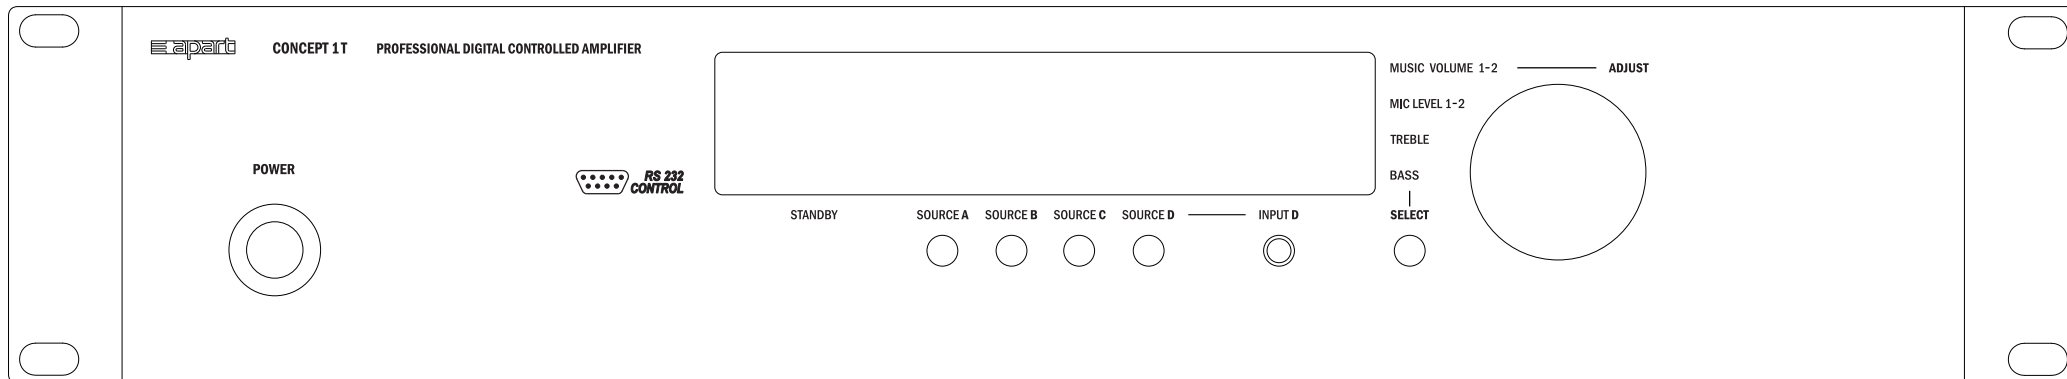 apart CONCEPT 1 T PROFESSIONAL DIGITAL CONTROLLED AMPLIFIER
MUSIC VOLUME 1-2 ADJUST
MIC LEVEL 1-2
TREBLE
BASS
POWER
RS 232
CONTROL
STANDBY SOURCE A SOURCE B SOURCE C SOURCE D INPUT D SELECT